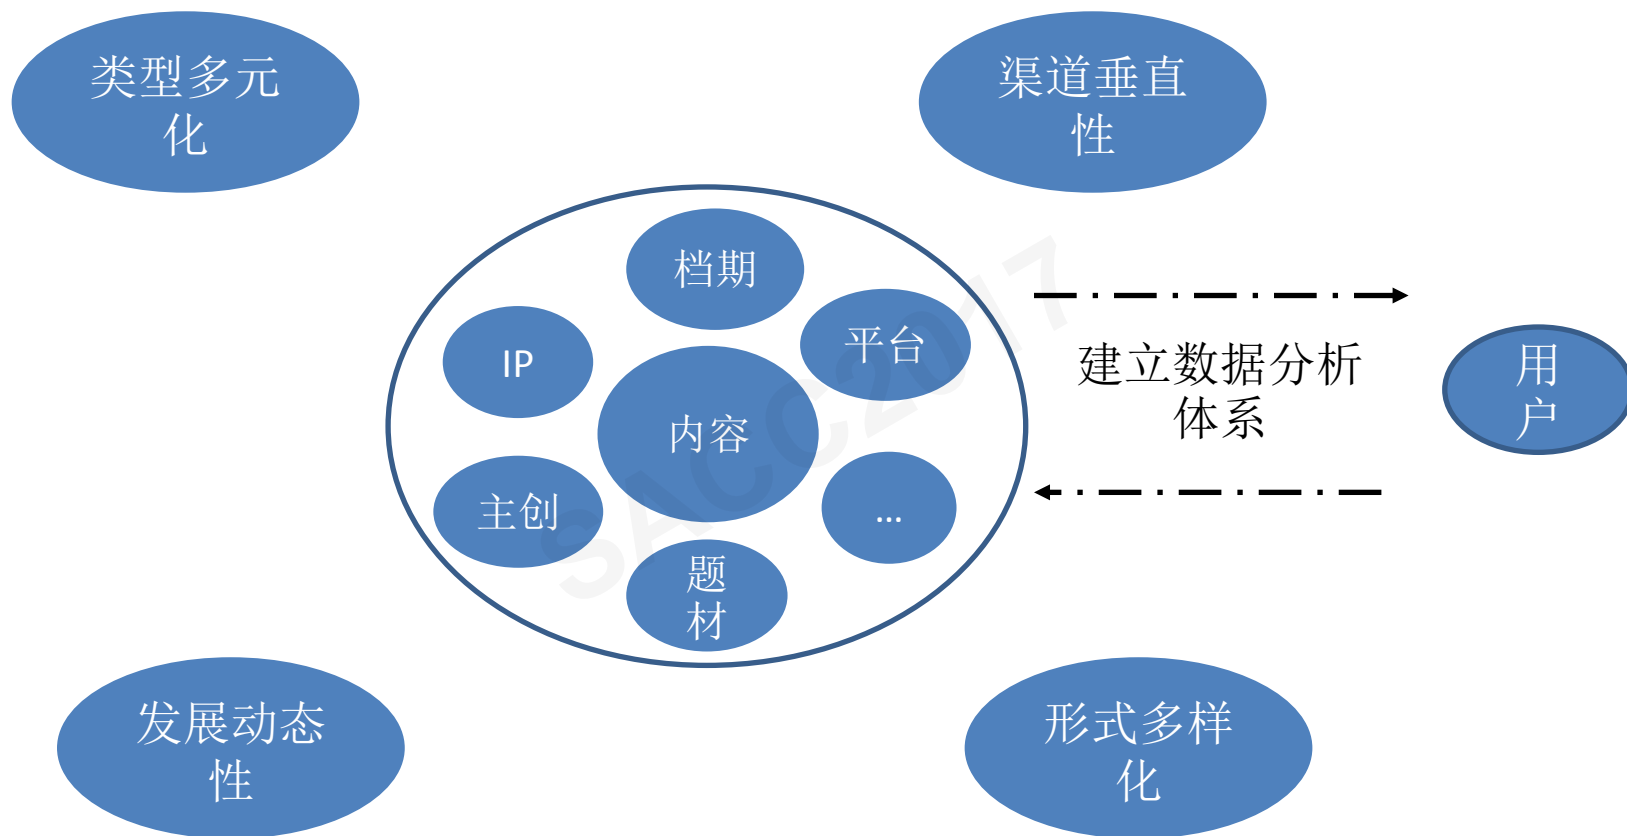 类型多元
化
渠道垂直
性
档期
平台
IP
内容
主创
...
题
材
建立数据分析
体系
用
户
发展动态
性
形式多样
化
SACC2017